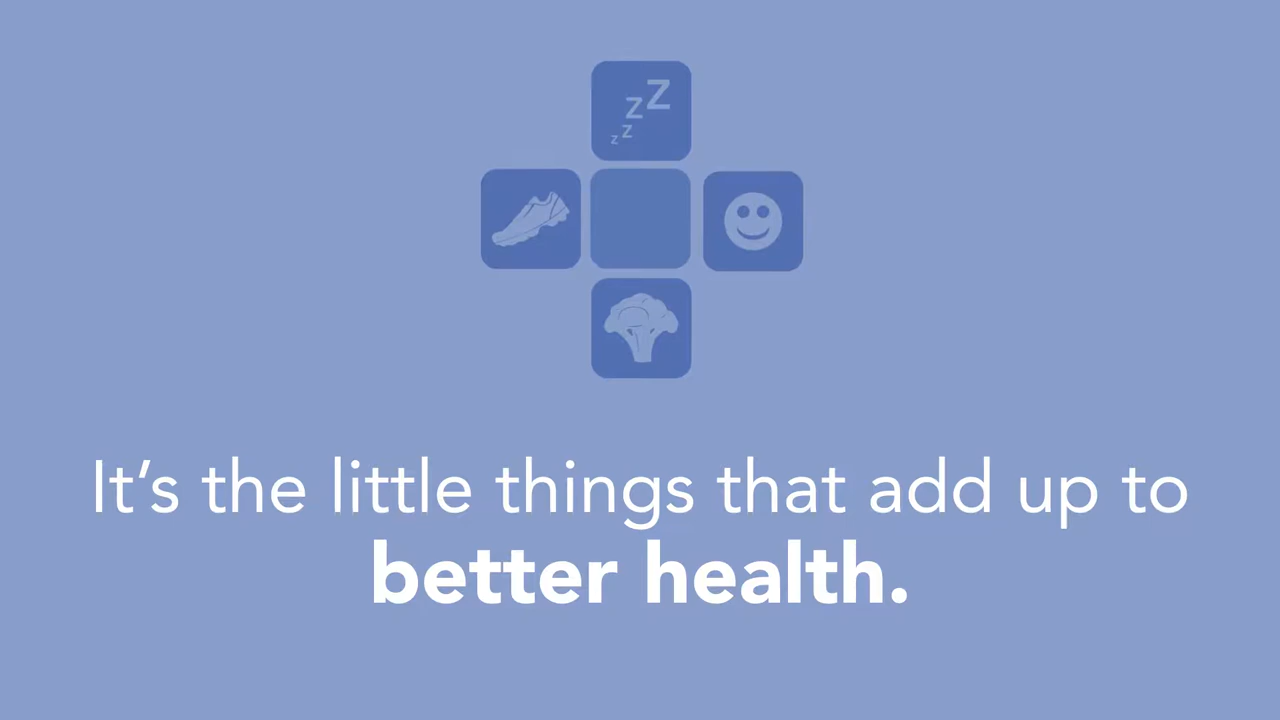 z z z Z
It’s the little things that add up to
better health.